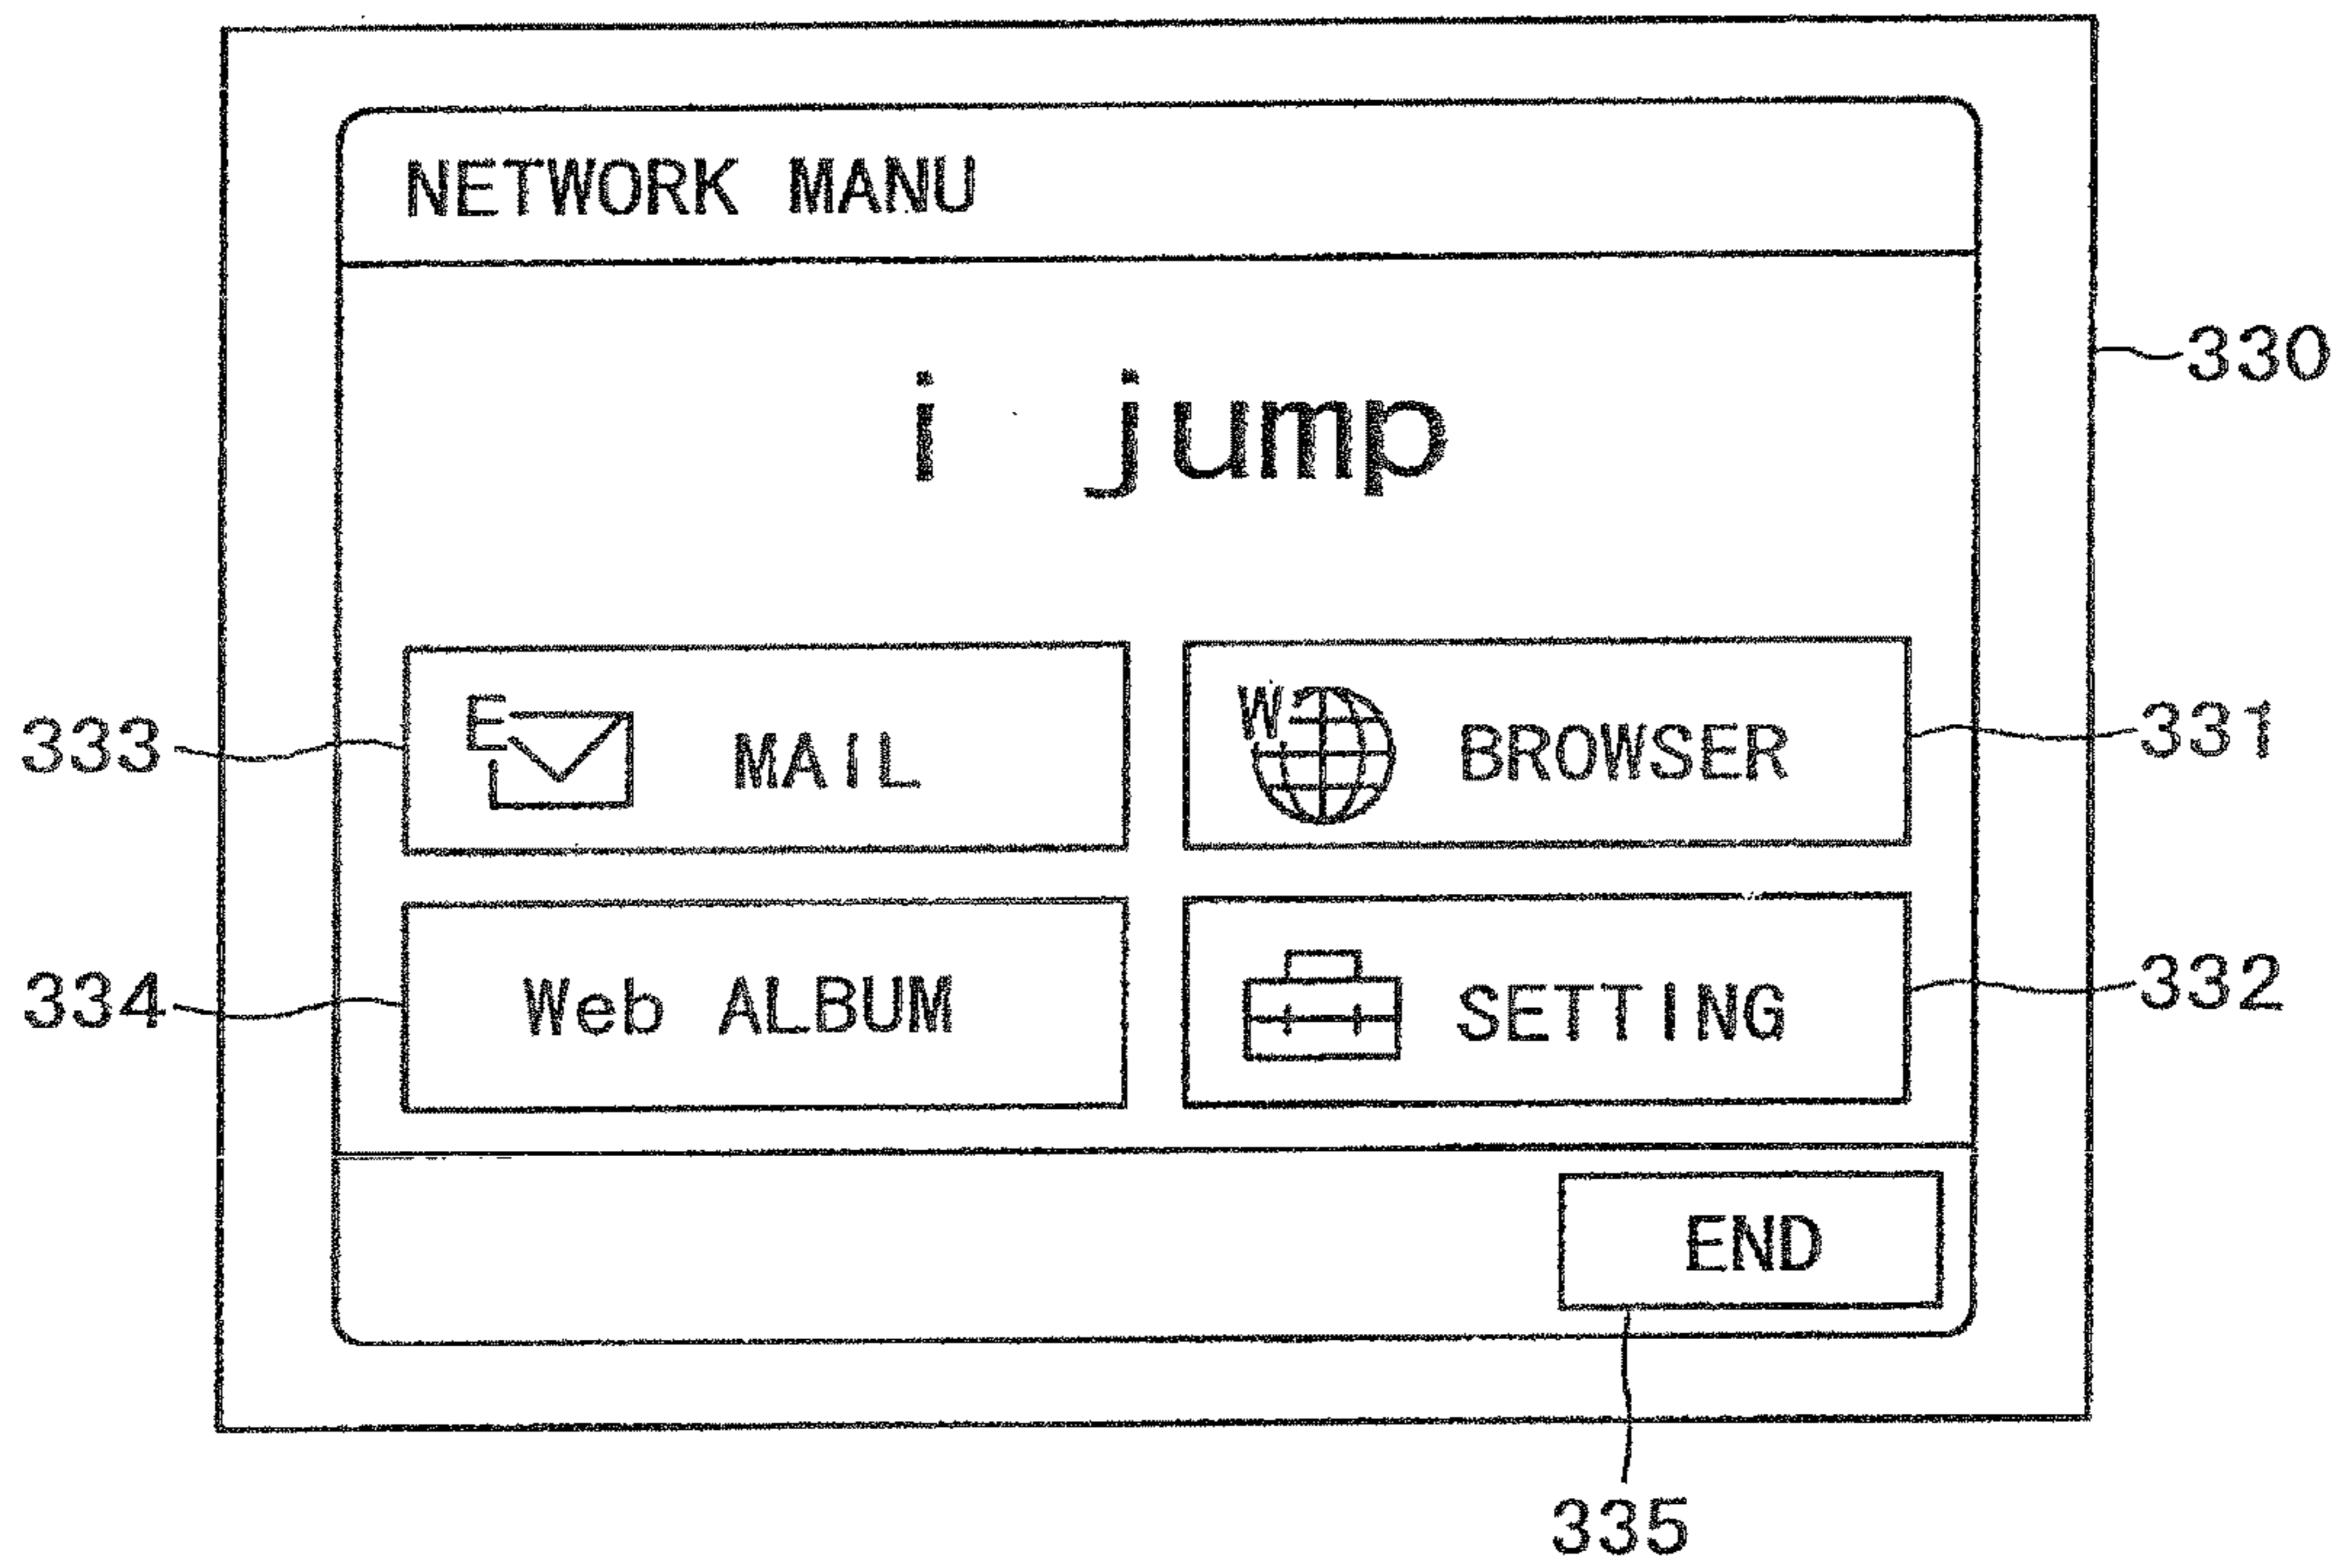 NETWORK MANU
330
i jump
333
E MAIL
W BROWSER
331
334
Web ALBUM
SETTING
332
END
335